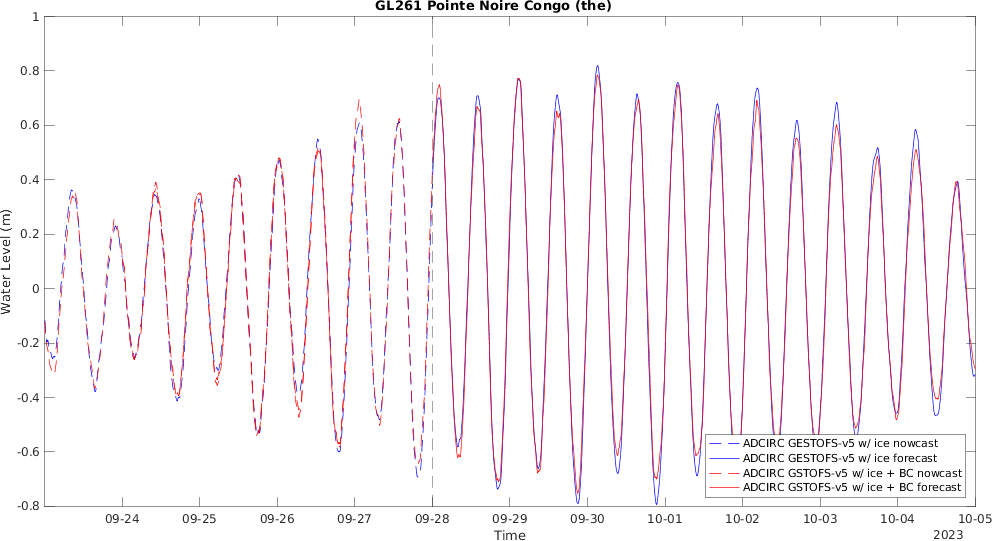 GL261 Pointe Noire Congo (the)
Water Level (m)
1
0.8
0.6
0.4
0.2
0
-0.2
-0.4
-0.6
-0.8
ADCIRC GESTOFS-v5 w/ ice nowcast
ADCIRC GESTOFS-v5 w/ ice forecast
ADCIRC GSTOFS-v5 w/ ice + BC nowcast
ADCIRC GSTOFS-v5 w/ ice + BC forecast
09-24 09-25 09-26 09-27 09-28 09-29 09-30 10-01 10-02 10-03 10-04 10-05
Time
2023